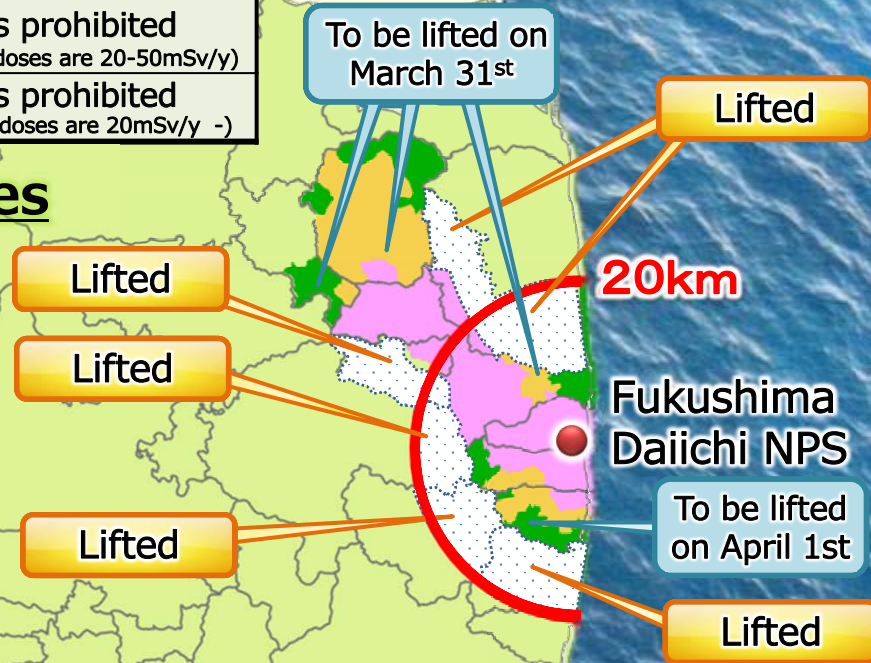 s prohibited
doses are 20-50mSv/y)
s prohibited
doses are 20mSv/y -)
es
To be lifted on
March 31st
Lifted
Lifted
20km
Lifted
Fukushima
Daiichi NPS
To be lifted
on April 1st
Lifted
Lifted